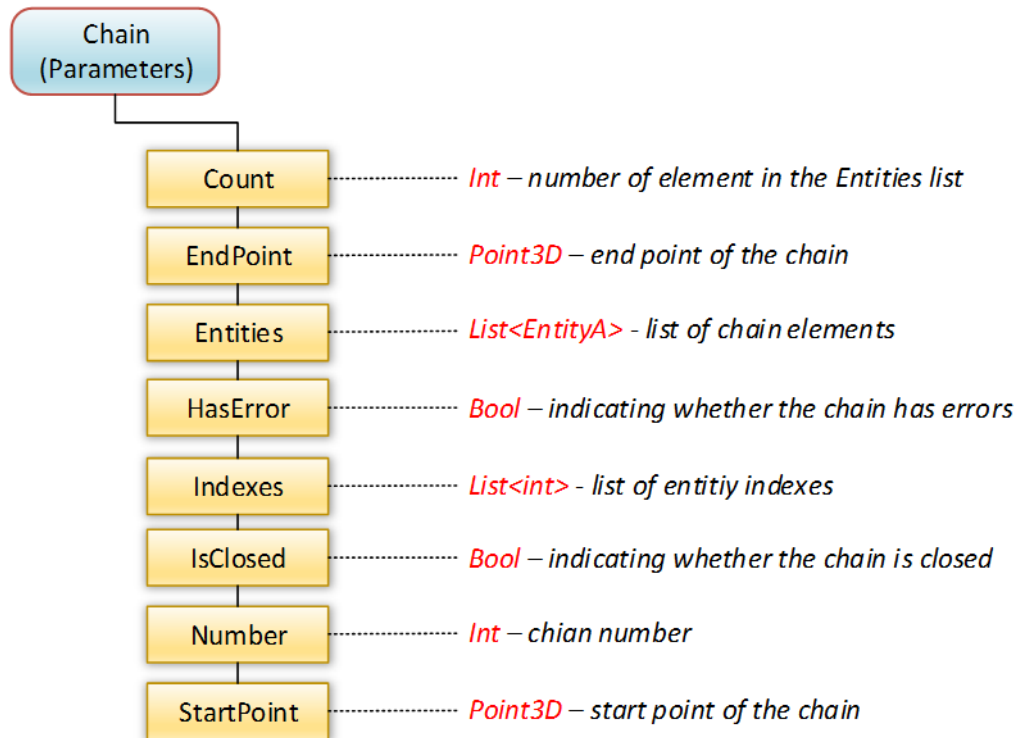 Chain
(Parameters)
Count
Int – number of element in the Entities list
EndPoint
Point3D – end point of the chain
Entities
List<EntityA> - list of chain elements
HasError
Bool – indicating whether the chain has errors
Indexes
List<int> - list of entitiy indexes
IsClosed
Bool – indicating whether the chain is closed
Number
Int – chian number
StartPoint
Point3D – start point of the chain